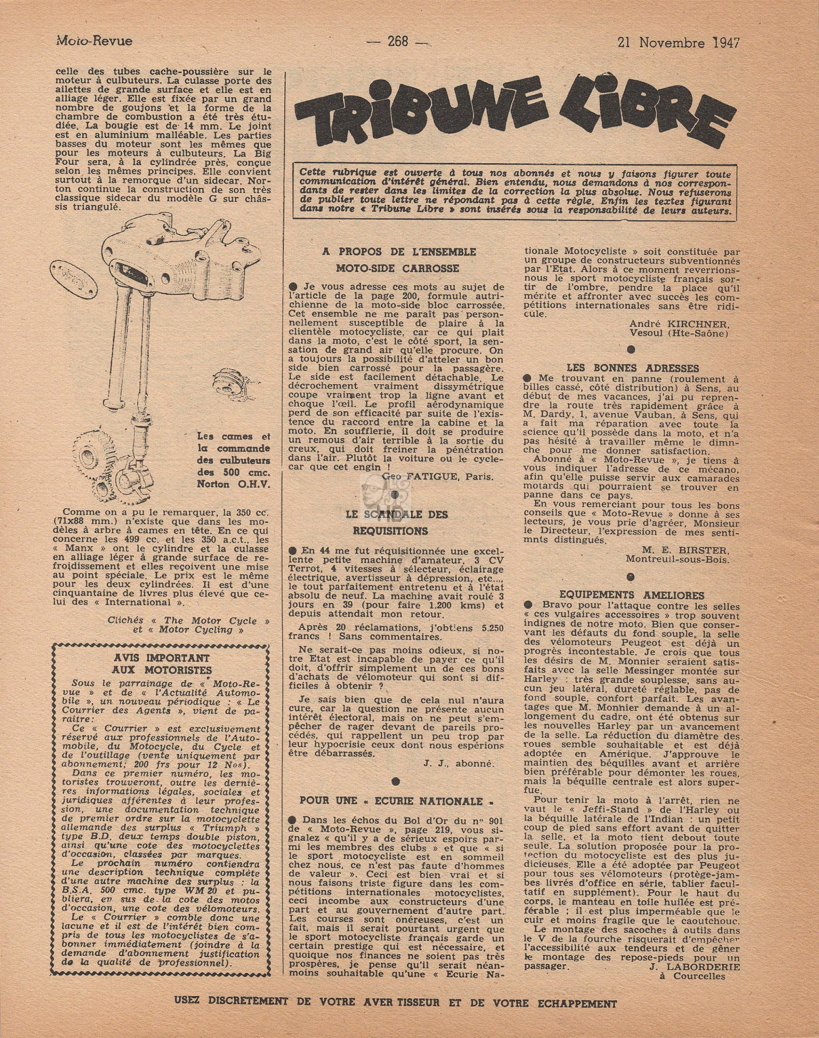 Moto-Revue
— 268 —
21 Novembre 1947
celle des tubes cache-poussière sur le
moteur à culbuteurs. La culasse porte des
ailettes de grande surface et elle est en
alliage léger. Elle est fixée par un grand
nombre de goujons et la forme de la
chambre de combustion a été très étu-
diée. La bougie est de 14 mm. Le joint
est en aluminium malléable. Les parties
basses du moteur sont les mêmes que
pour les moteurs à culbuteurs. La Big
Four sera, à la cylindrée près, conçue
selon les mêmes principes. Elle convient
surtout à la remorque d'un sidecar. Nor-
ton continue la construction de son très
classique sidecar du modèle G sur châs-
sis triangulé.
Les cames et
la commande
des culbuteurs
des 500 cmc.
Norton O.H.V.
Comme on a pu le remarquer, la 350 cc.
(71x88 mm.) n'existe que dans les mo-
dèles à arbre à cames en tête. En ce qui
concerne les 499 cc. et les 350 a.c.t., les
« Manx » ont le cylindre et la culasse
en alliage léger à grande surface de re-
froidissement et elles reçoivent une mise
au point spéciale. Le prix est le même
pour les deux cylindrées. Il est d'une
cinquantaine de livres plus élevé que ce-
lui des « International ».
Clichés « The Motor Cycle »
et « Motor Cycling »
AVIS IMPORTANT
AUX MOTORISTES
Sous le parrainage de « Moto-Re-
vue » et de « l'Actualité Automo-
bile », un nouveau périodique : « Le
Courrier des Agents », vient de pa-
raître :
Ce « Courrier » est exclusivement
réservé aux professionnels de l'Auto-
mobile, du Motocycle, du Cycle et
de l'outillage (vente uniquement par
abonnement; 200 frs pour 12 Nos).
Dans ce premier numéro, les mo-
toristes trouveront, outre les derniè-
res informations légales, sociales et
juridiques afférentes à leur profes-
sion, une documentation technique
de premier ordre sur la motocyclette
allemande des surplus « Triumph »
type B.D. deux temps double piston,
ainsi qu'une cote des motocyclettes
d'occasion, classées par marques.
Le prochain numéro contiendra
une description technique complète
d'une autre machine des surplus : la
B.S.A. 500 cmc. type WM 20 et pu-
bliera, en sus de la cote des motos
d'occasion, une cote des vélomoteurs.
Le « Courrier » comble donc une
lacune et il est de l'intérêt bien com-
pris de tous les motocyclistes de s'a-
bonner immédiatement (joindre à la
demande d'abonnement justification
de la qualité de professionnel).
TRIBUNE LIBRE
Cette rubrique est ouverte à tous nos abonnés et nous y faisons figurer toute
communication d'intérêt général. Bien entendu, nous demandons à nos correspon-
dants de rester dans les limites de la correction la plus absolue. Nous refuserons
de publier toute lettre ne répondant pas à cette règle. Enfin les textes figurant
dans notre « Tribune Libre » sont insérés sous la responsabilité de leurs auteurs.
A PROPOS DE L'ENSEMBLE
MOTO-SIDE CARROSSE
● Je vous adresse ces mots au sujet de
l'article de la page 200, formule autri-
chienne de la moto-side bloc carrossée.
Cet ensemble ne me paraît pas person-
nellement susceptible de plaire à la
clientèle motocycliste, car ce qui plait
dans la moto, c'est le côté sport, la sen-
sation de grand air qu'elle procure. On
a toujours la possibilité d'atteler un bon
side bien carrossé pour la passagère.
Le side est facilement détachable. Le
décrochement vraiment dissymétrique
coupe vraiment trop la ligne avant et
choque l'œil. Le profil aérodynamique
perd de son efficacité par suite de l'exis-
tence du raccord entre la cabine et la
moto. En soufflerie, il doit se produire
un remous d'air terrible à la sortie du
creux, qui doit freiner la pénétration
dans l'air. Plutôt la voiture ou le cycle-
car que cet engin !
Geo FATIGUE, Paris.
LE SCANDALE DES
REQUISITIONS
● En 44 me fut réquisitionnée une excel-
lente petite machine d'amateur, 3 CV
Terrot, 4 vitesses à sélecteur, éclairage
électrique, avertisseur à dépression, etc...,
le tout parfaitement entretenu et à l'état
absolu de neuf. La machine avait roulé 3
jours en 39 (pour faire 1.200 kms) et
depuis attendait mon retour.
Après 20 réclamations, j'obtiens 5.250
francs ! Sans commentaires.
Ne serait-ce pas moins odieux, si no-
tre Etat est incapable de payer ce qu'il
doit, d'offrir simplement un de ces bons
d'achats de vélomoteur qui sont si dif-
ficiles à obtenir ?
Je sais bien que de cela nul n'aura
cure, car la question ne présente aucun
intérêt électoral, mais on ne peut s'em-
pêcher de rager devant de pareils pro-
cédés, qui rappellent un peu trop par
leur hypocrisie ceux dont nous espérions
être débarrassés.
J. J., abonné.
POUR UNE « ECURIE NATIONALE »
● Dans les échos du Bol d'Or du n° 901
de « Moto-Revue », page 219, vous si-
gnalez « qu'il y a de sérieux espoirs par-
mi les membres des clubs » et que « si
le sport motocycliste est en sommeil
chez nous, ce n'est pas faute d'hommes
de valeur ». Ceci est bien vrai et si
nous faisons triste figure dans les com-
pétitions internationales motocyclistes,
ceci incombe aux constructeurs d'une
part et au gouvernement d'autre part.
Les courses sont onéreuses, c'est un
fait, mais il serait pourtant urgent que
le sport motocycliste français garde un
certain prestige qui est nécessaire, et
quoique nos finances ne soient pas très
prospères, je pense qu'il serait néan-
moins souhaitable qu'une « Ecurie Na-
tionale Motocycliste » soit constituée par
un groupe de constructeurs subventionnés
par l'Etat. Alors à ce moment reverrions-
nous le sport motocycliste français sor-
tir de l'ombre, pendre la place qu'il
mérite et affronter avec succès les com-
pétitions internationales sans être ridi-
cule.
André KIRCHNER,
Vesoul (Hte-Saône)
LES BONNES ADRESSES
● Me trouvant en panne (roulement à
billes cassé, côté distribution) à Sens, au
début de mes vacances, j'ai pu repren-
dre la route très rapidement grâce à
M. Dardy, 1, avenue Vauban, à Sens, qui
a fait ma réparation avec toute la
science qu'il possède dans la moto, et n'a
pas hésité à travailler même le diman-
che pour me donner satisfaction.
Abonné à « Moto-Revue », je tiens à
vous indiquer l'adresse de ce mécano,
afin qu'elle puisse servir aux camarades
motards qui pourraient se trouver en
panne dans ce pays.
En vous remerciant pour tous les bons
conseils que « Moto-Revue » donne à ses
lecteurs, je vous prie d'agréer, Monsieur
le Directeur, l'expression de mes senti-
ments distingués,
M. E. BIRSTER,
Montreuil-sous-Bois.
EQUIPEMENTS AMELIORES
● Bravo pour l'attaque contre les selles
« ces vulgaires accessoires » trop souvent
indignes de notre moto. Bien que conser-
vant les défauts du fond souple, la selle
des vélomoteurs Peugeot est déjà un
progrès incontestable. Je crois que tous
les désirs de M. Monnier seraient satis-
faits avec la selle Messinger montée sur
Harley : très grande souplesse, sans au-
cun jeu latéral, dureté réglable, pas de
fond souple, confort parfait. Les avan-
tages que M. Monnier demande à un al-
longement du cadre, ont été obtenus sur
les nouvelles Harley par un avancement
de la selle. La réduction du diamètre des
roues semble souhaitable et est déjà
adoptée en Amérique. J'approuve le
maintien des béquilles avant et arrière
bien préférable pour démonter les roues,
mais la béquille centrale est alors super-
fue.
Pour tenir la moto à l'arrêt, rien ne
vaut le « Jeffi-Stand » de l'Harley ou
la béquille latérale de l'Indian : un petit
coup de pied sans effort avant de quitter
la selle, et la moto tient debout toute
seule. La solution proposée pour la pro-
tection du motocycliste est des plus ju-
dicieuses. Elle a été adoptée par Peugeot
pour tous ses vélomoteurs (protège-jam-
bes livrés d'office en série, tablier facul-
tatif en supplément). Pour le haut du
corps, le manteau en toile huilée est pré-
férable : il est plus imperméable que le
cuir et moins fragile que le caoutchouc.
Le montage des sacoches à outils dans
le V de la fourche risquerait d'empêcher
l'accessibilité aux tendeurs et de gêner
le montage des repose-pieds pour un
passager.
J. LABORDERIE
à Courcelles
USEZ DISCRETEMENT DE VOTRE AVERTISSEUR ET DE VOTRE ECHAPPEMENT